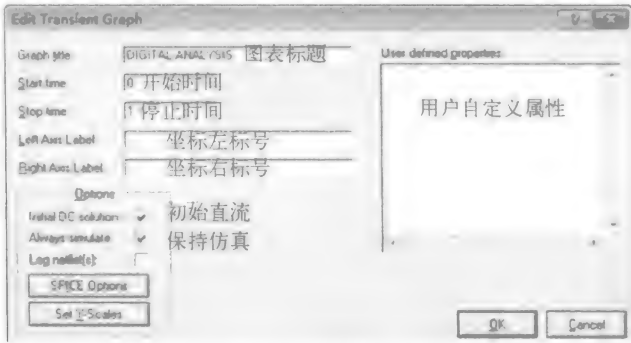 Edit Transient Graph
Graph title DIGITAL ANALYSIS 图表标题
User defined properties:
Start time 0 开始时间
Stop time 1 停止时间
用户自定义属性
Left Axis Label 坐标左标号
Right Axis Label 坐标右标号
Options
Initial DC solution ✔ 初始直流
Always simulate ✔ 保持仿真
Log netlist(s)
SPICE Options
Set Y-Scales
OK
Cancel